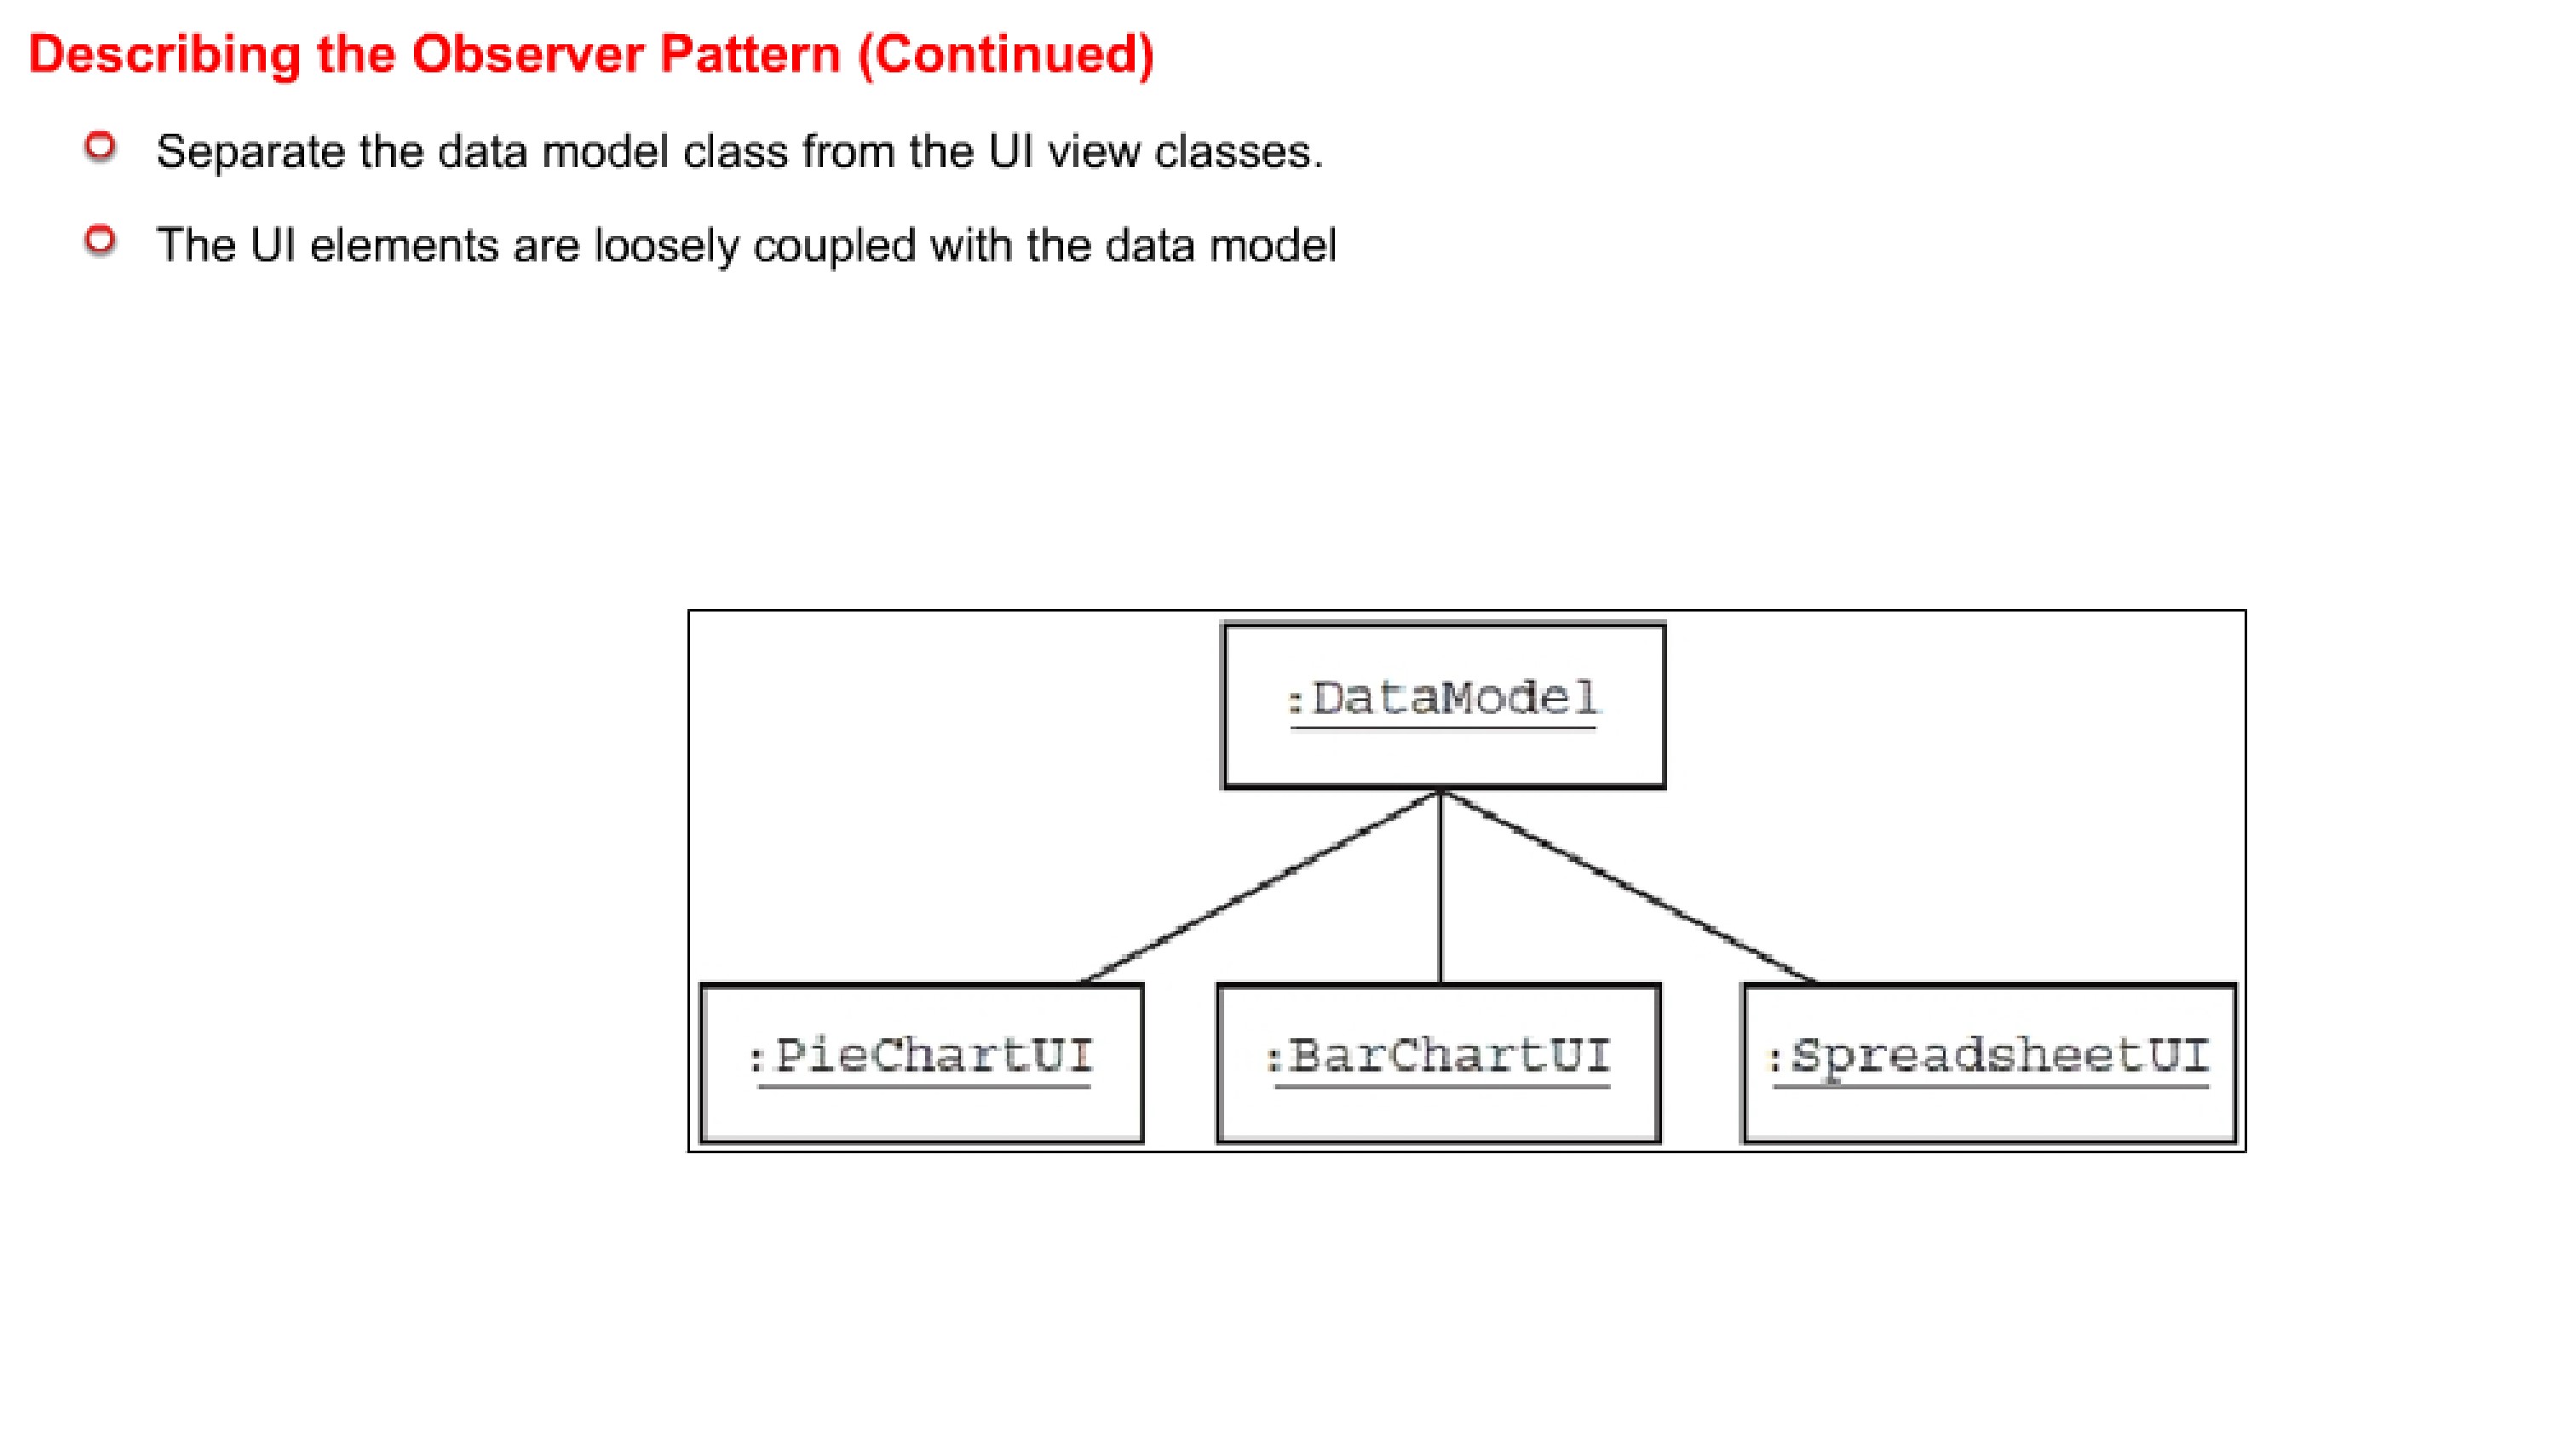 Describing the Observer Pattern (Continued)
Separate the data model class from the UI view classes.
The UI elements are loosely coupled with the data model
:DataModel
:PieChartUI
:BarChartUI
:SpreadsheetUI